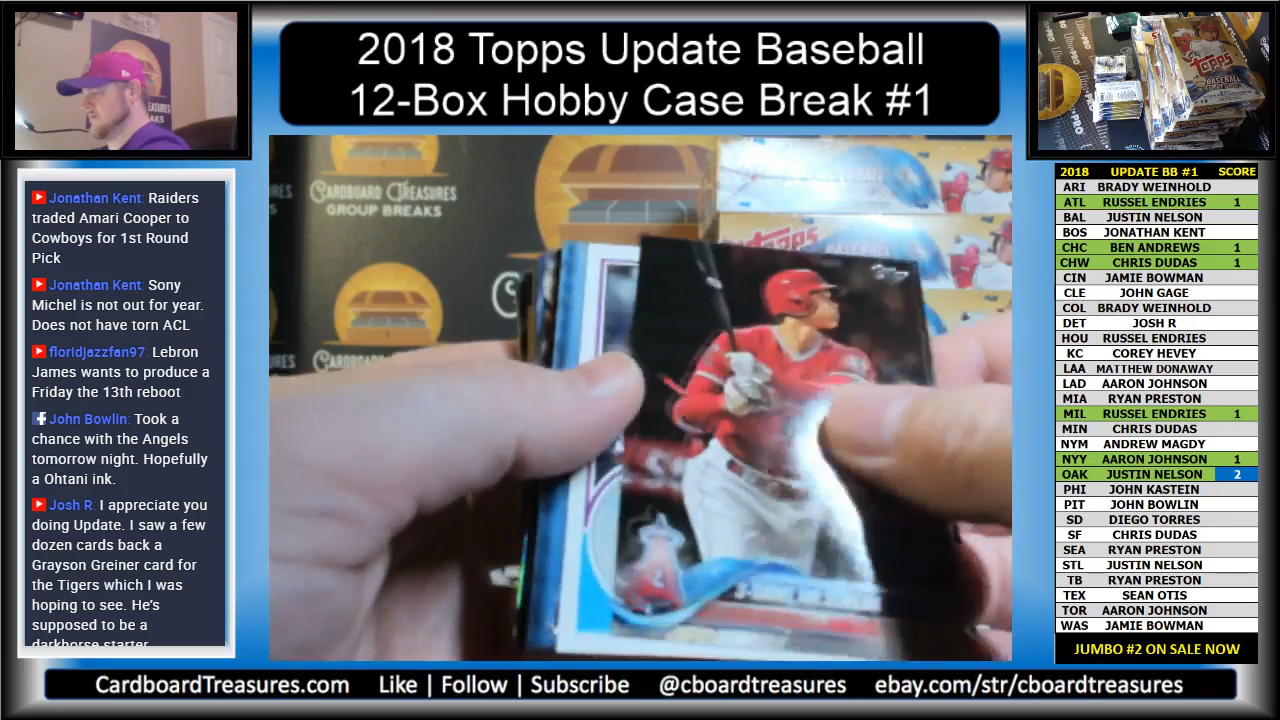 2018 Topps Update Baseball
12-Box Hobby Case Break #1
Jonathan Kent: Raiders
traded Amari Cooper to
Cowboys for 1st Round
Pick
Jonathan Kent: Sony
Michel is not out for year.
Does not have torn ACL
floridjazzfan97: Lebron
James wants to produce a
Friday the 13th reboot
John Bowlin: Took a
chance with the Angels
tomorrow night. Hopefully
a Ohtani ink.
Josh R: I appreciate you
doing Update. I saw a few
dozen cards back a
Grayson Greiner card for
the Tigers which I was
hoping to see. He's
supposed to be a
darkhorse starter
CARDBOARD TREASURES
GROUP BREAKS
TOPPS
Topps
BASEBALL
2018 UPDATE BB #1 SCORE
ARI BRADY WEINHOLD
ATL RUSSEL ENDRIES 1
BAL JUSTIN NELSON
BOS JONATHAN KENT
CHC BEN ANDREWS 1
CHW CHRIS DUDAS 1
CIN JAMIE BOWMAN
CLE JOHN GAGE
COL BRADY WEINHOLD
DET JOSH R
HOU RUSSEL ENDRIES
KC COREY HEVEY
LAA MATTHEW DONAWAY
LAD AARON JOHNSON
MIA RYAN PRESTON
MIL RUSSEL ENDRIES 1
MIN CHRIS DUDAS
NYM ANDREW MAGDY
NYY AARON JOHNSON 1
OAK JUSTIN NELSON 2
PHI JOHN KASTEIN
PIT JOHN BOWLIN
SD DIEGO TORRES
SF CHRIS DUDAS
SEA RYAN PRESTON
STL JUSTIN NELSON
TB RYAN PRESTON
TEX SEAN OTIS
TOR AARON JOHNSON
WAS JAMIE BOWMAN
JUMBO #2 ON SALE NOW
CardboardTreasures.com Like | Follow | Subscribe @cboardtreasures ebay.com/str/cboardtreasures